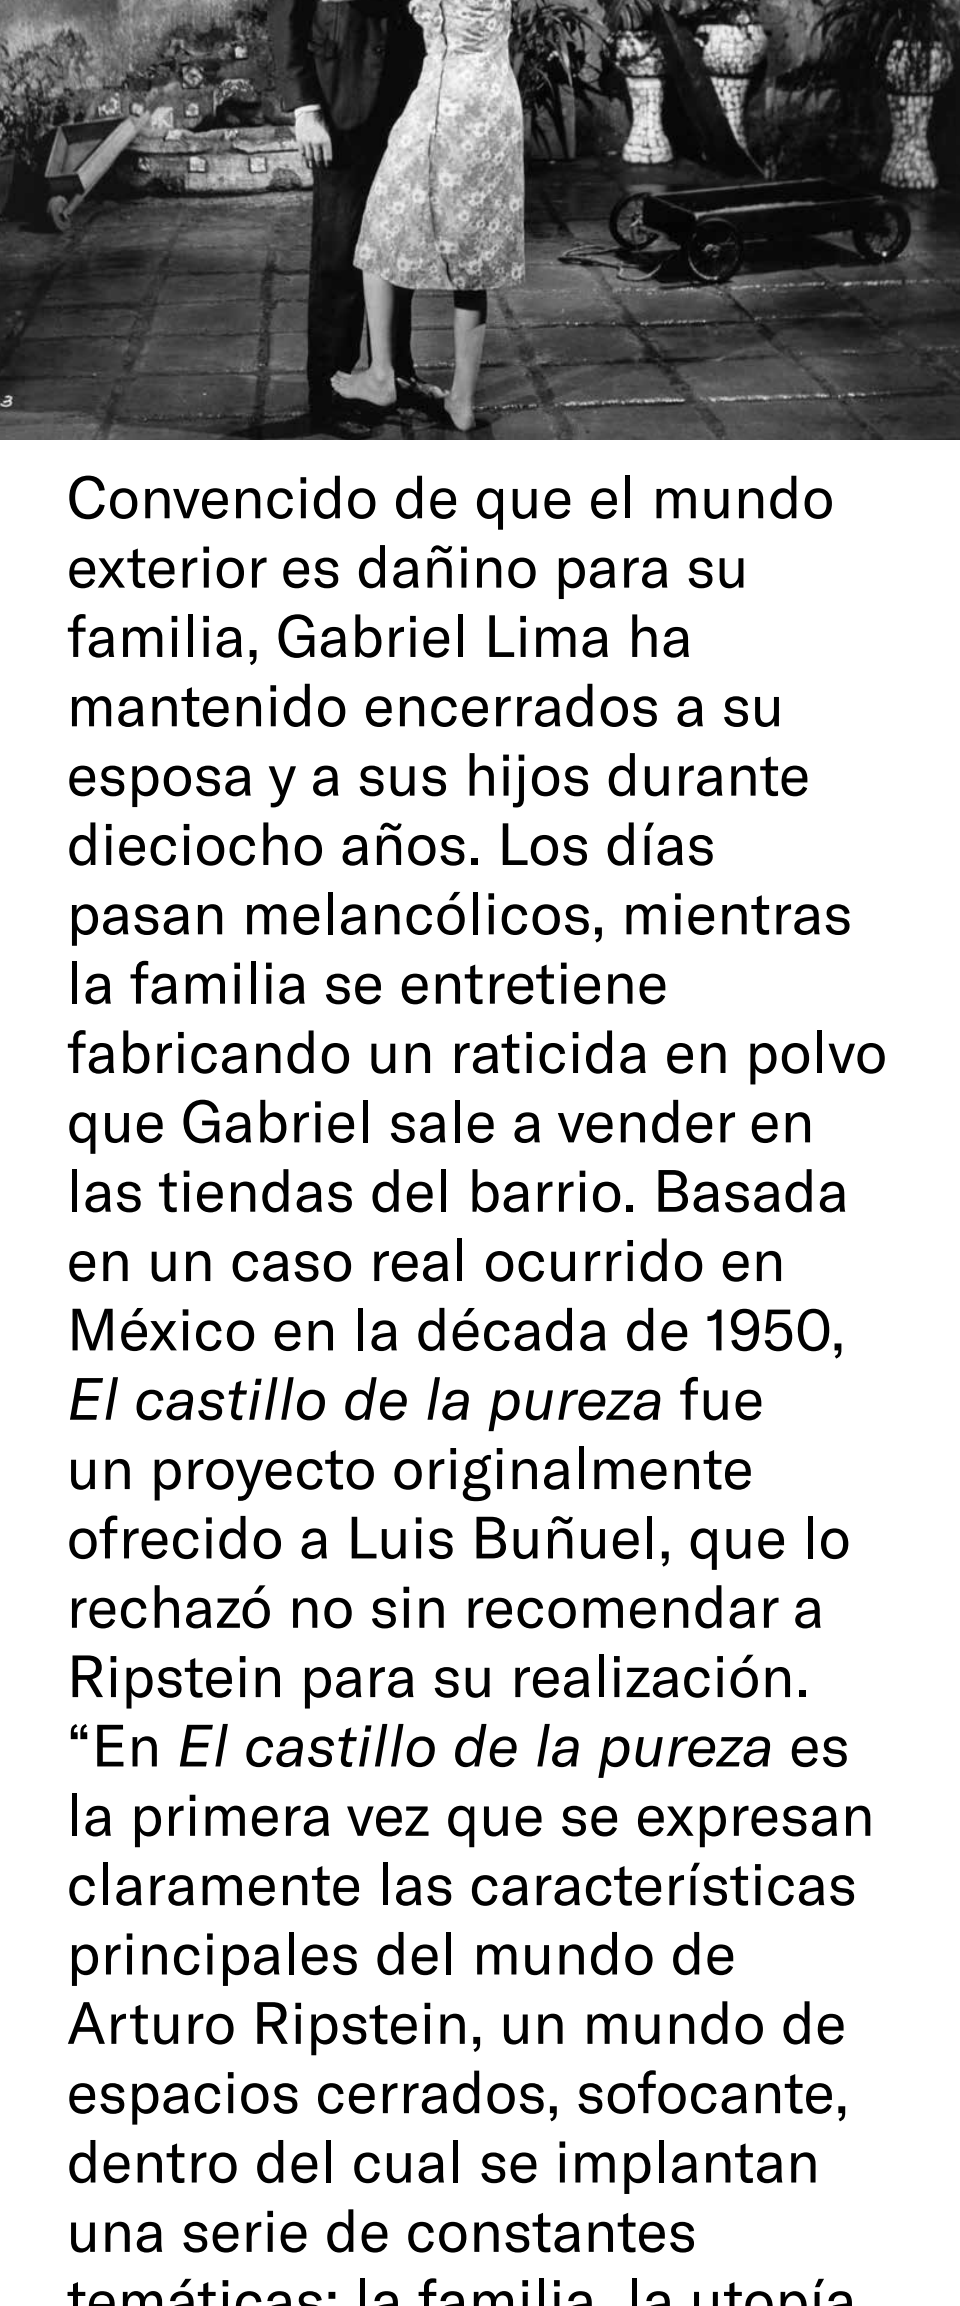 3
Convencido de que el mundo
exterior es dañino para su
familia, Gabriel Lima ha
mantenido encerrados a su
esposa y a sus hijos durante
dieciocho años. Los días
pasan melancólicos, mientras
la familia se entretiene
fabricando un raticida en polvo
que Gabriel sale a vender en
las tiendas del barrio. Basada
en un caso real ocurrido en
México en la década de 1950,
El castillo de la pureza fue
un proyecto originalmente
ofrecido a Luis Buñuel, que lo
rechazó no sin recomendar a
Ripstein para su realización.
“En El castillo de la pureza es
la primera vez que se expresan
claramente las características
principales del mundo de
Arturo Ripstein, un mundo de
espacios cerrados, sofocante,
dentro del cual se implantan
una serie de constantes
temáticas: la familia, la utopía